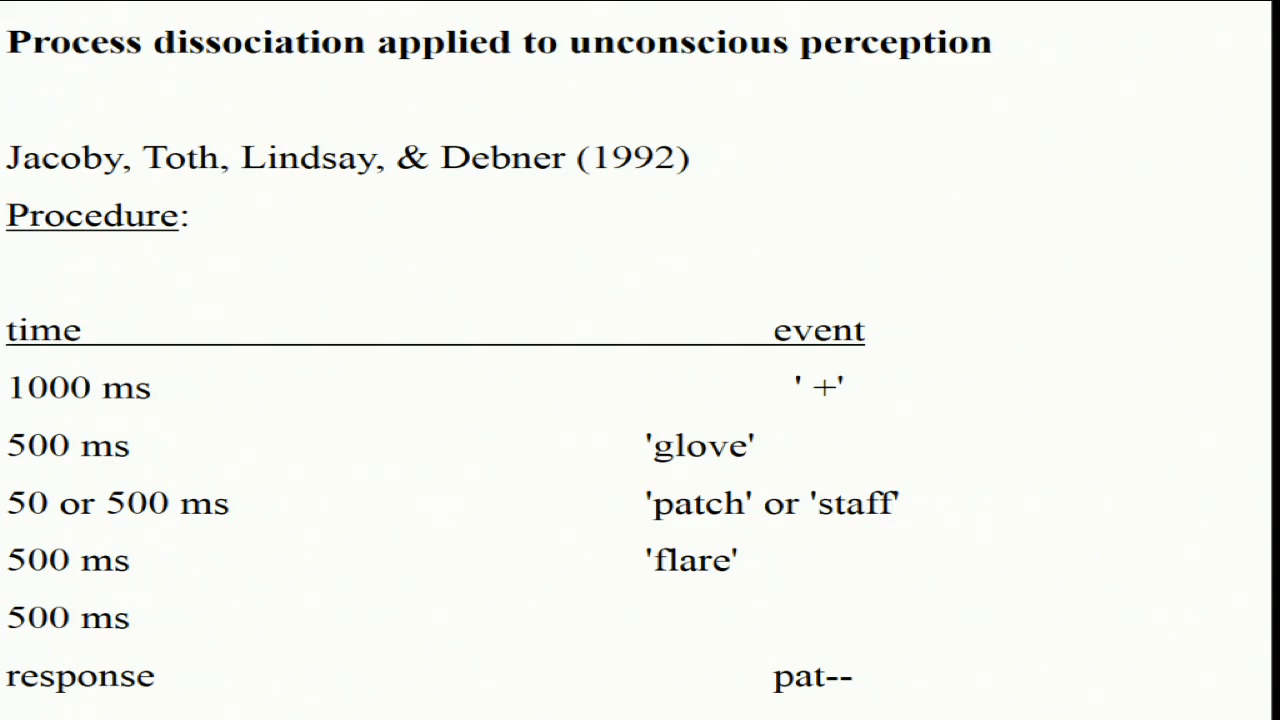 Process dissociation applied to unconscious perception
Jacoby, Toth, Lindsay, & Debner (1992)
Procedure:
time event
1000 ms ' +'
500 ms 'glove'
50 or 500 ms 'patch' or 'staff'
500 ms 'flare'
500 ms
response pat--